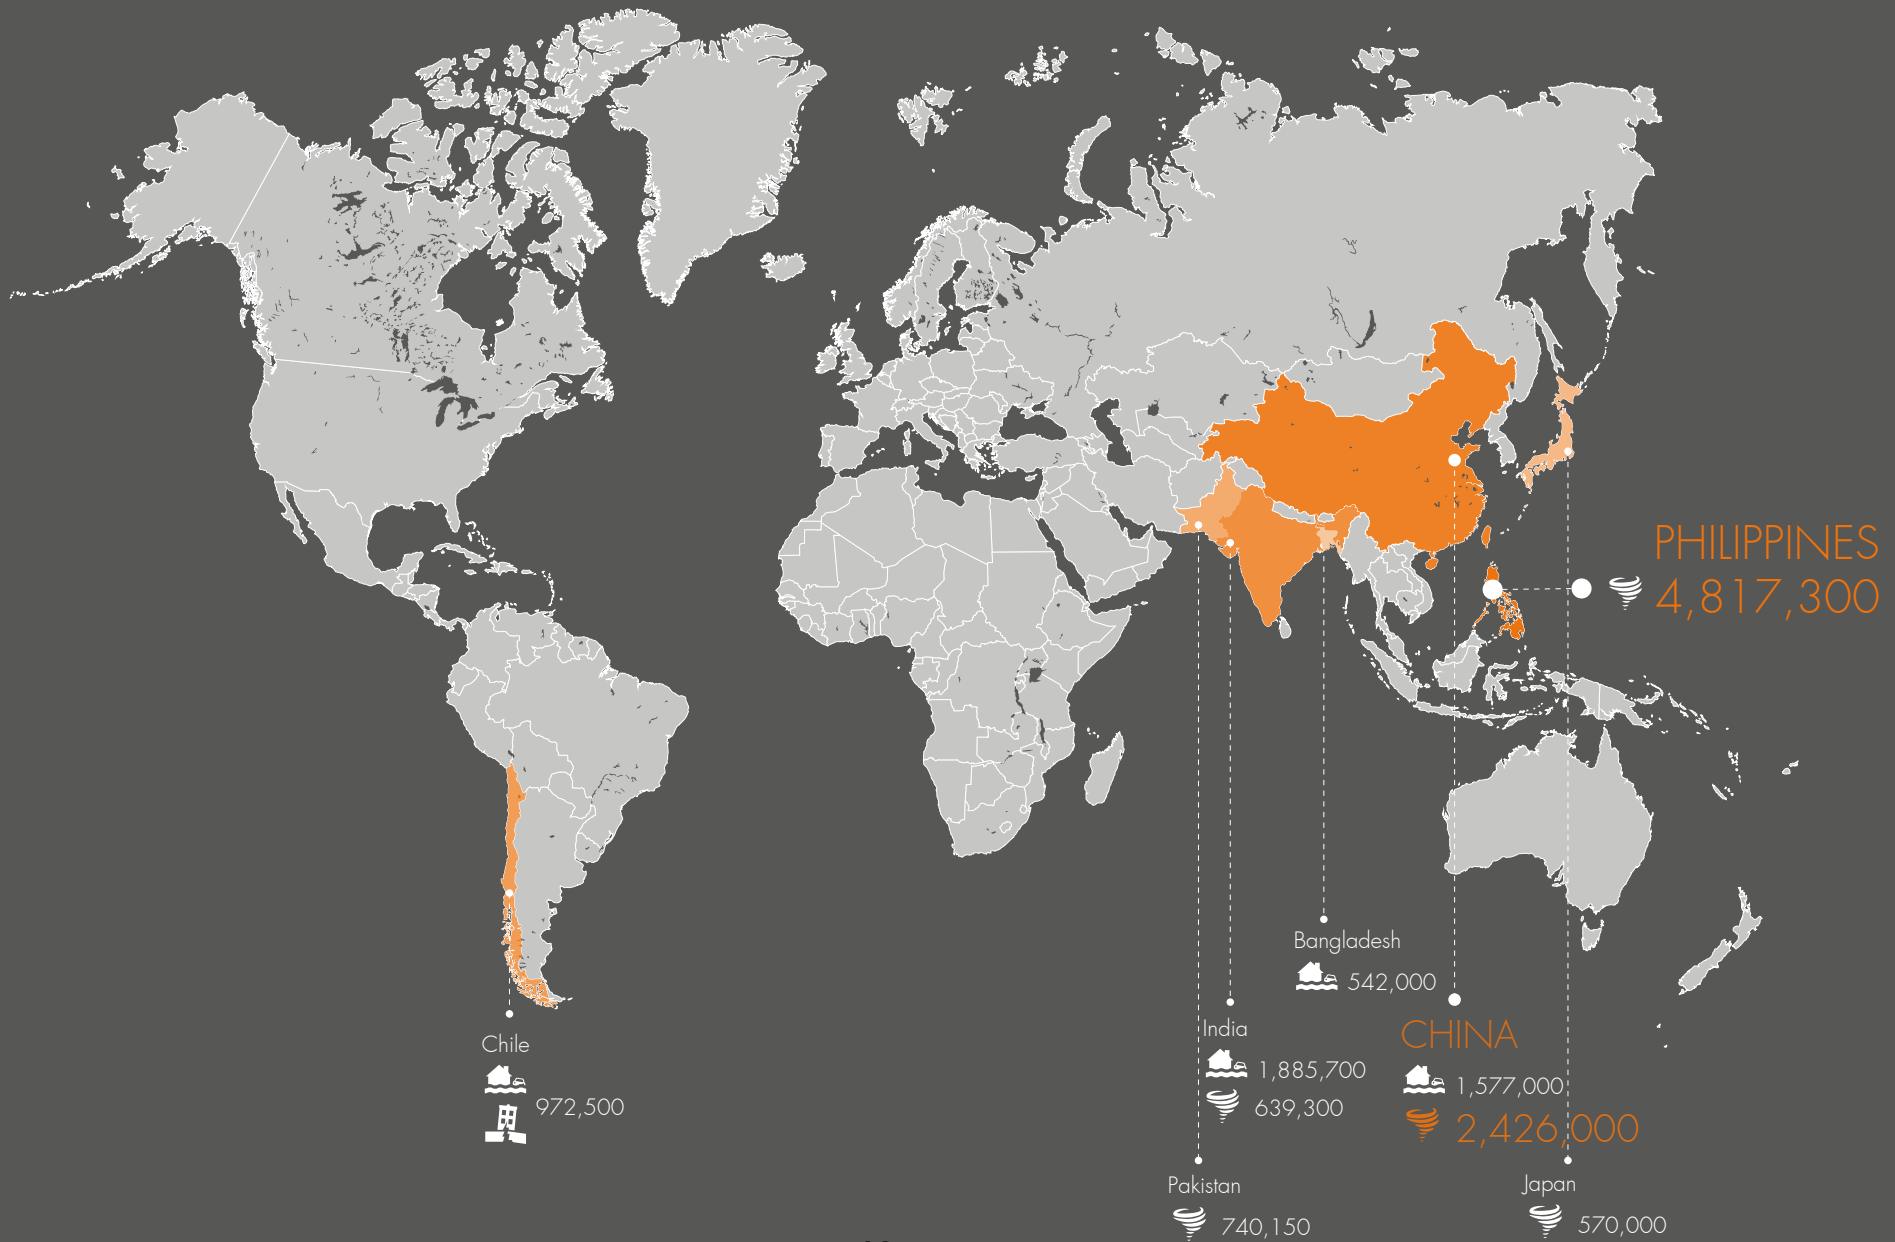 PHILIPPINES
4,817,300
Bangladesh
542,000
India
1,885,700
639,300
CHINA
1,577,000
2,426,000
Chile
972,500
Pakistan
740,150
Japan
570,000